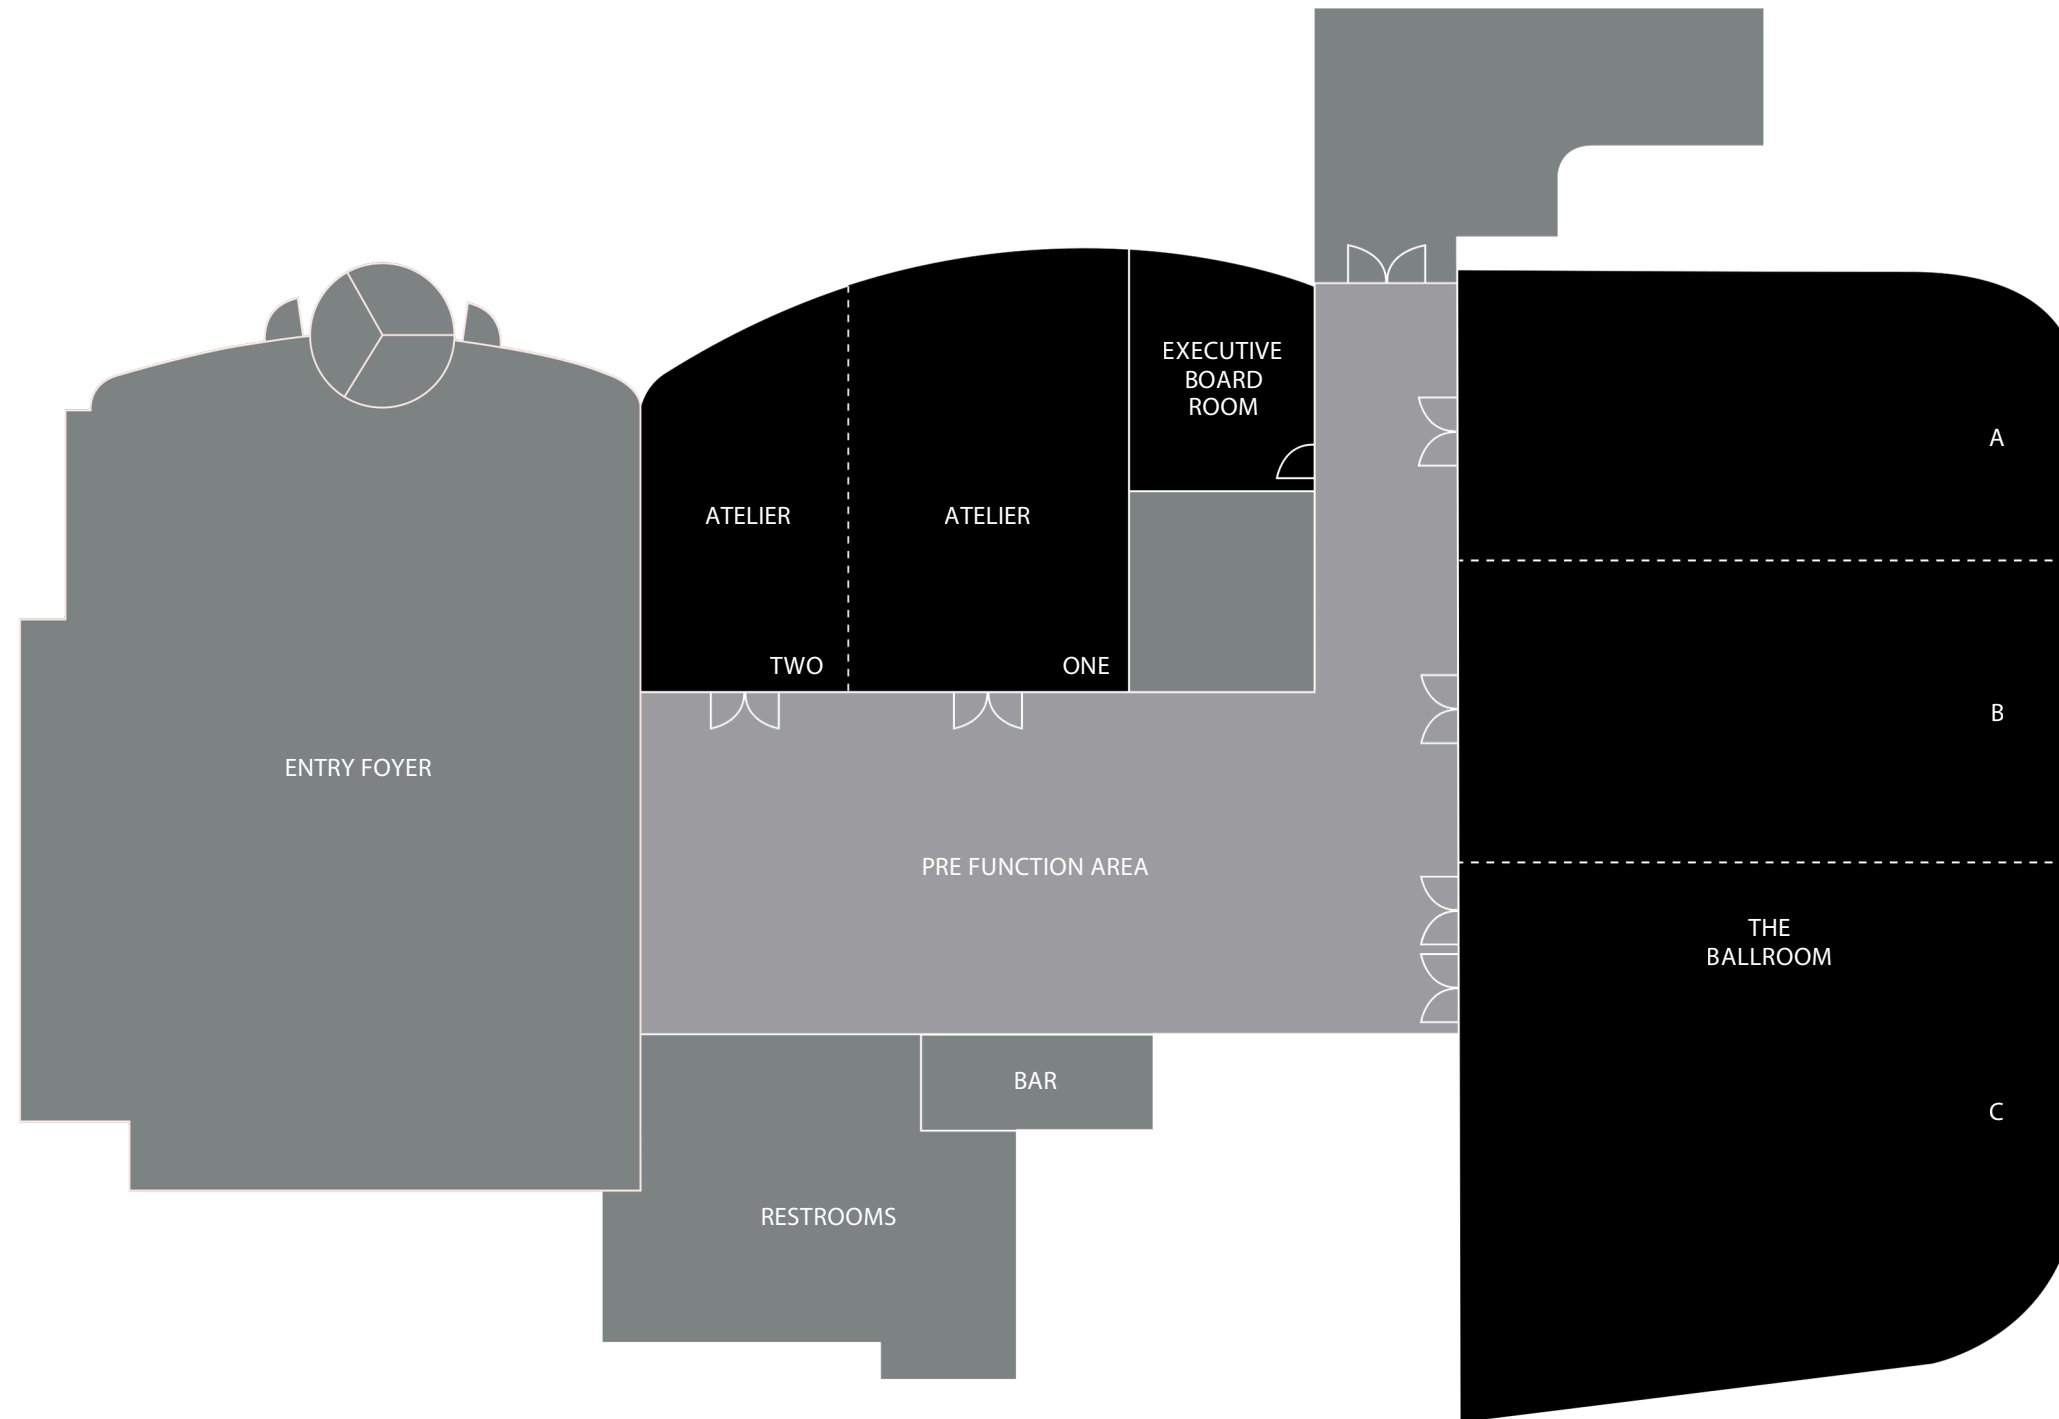 EXECUTIVE
BOARD
ROOM
A
ATELIER
ATELIER
TWO
ONE
B
ENTRY FOYER
PRE FUNCTION AREA
THE
BALLROOM
BAR
C
RESTROOMS